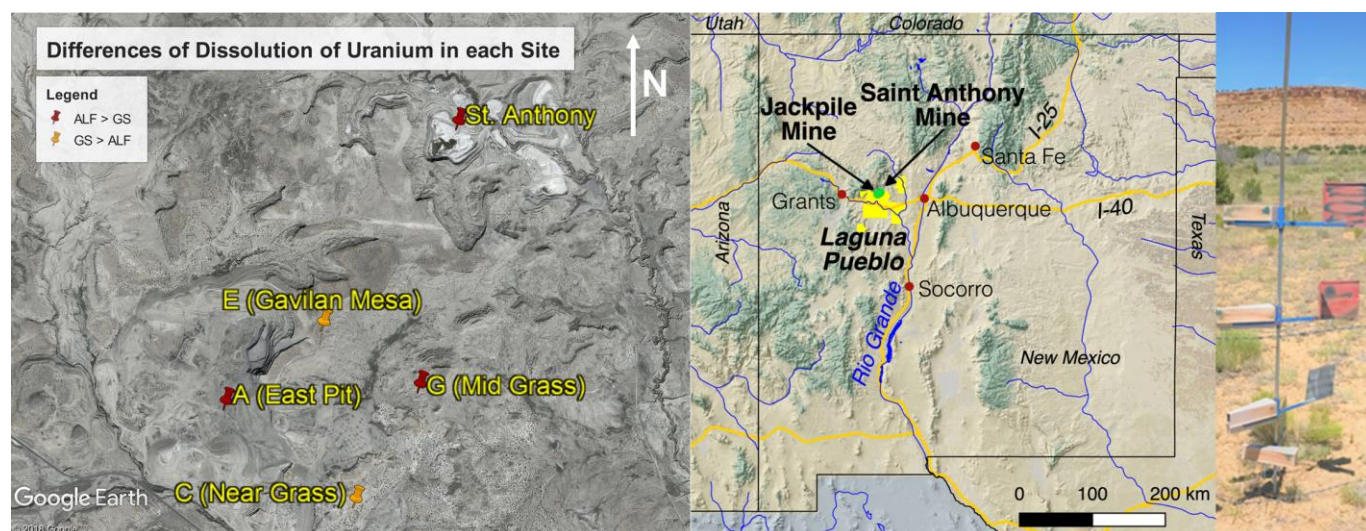 Differences of Dissolution of Uranium in each Site
Legend
ALF > GS
GS > ALF
N
St. Anthony
E (Gavilan Mesa)
A (East Pit)
G (Mid Grass)
C (Near Grass)
Google Earth
© 2018 Google
Utah
Colorado
Saint Anthony
Mine
Jackpile
Mine
I-25
Santa Fe
Grants
Albuquerque
I-40
Arizona
Texas
Laguna
Pueblo
Socorro
Rio Grande
New Mexico
0 100 200 km